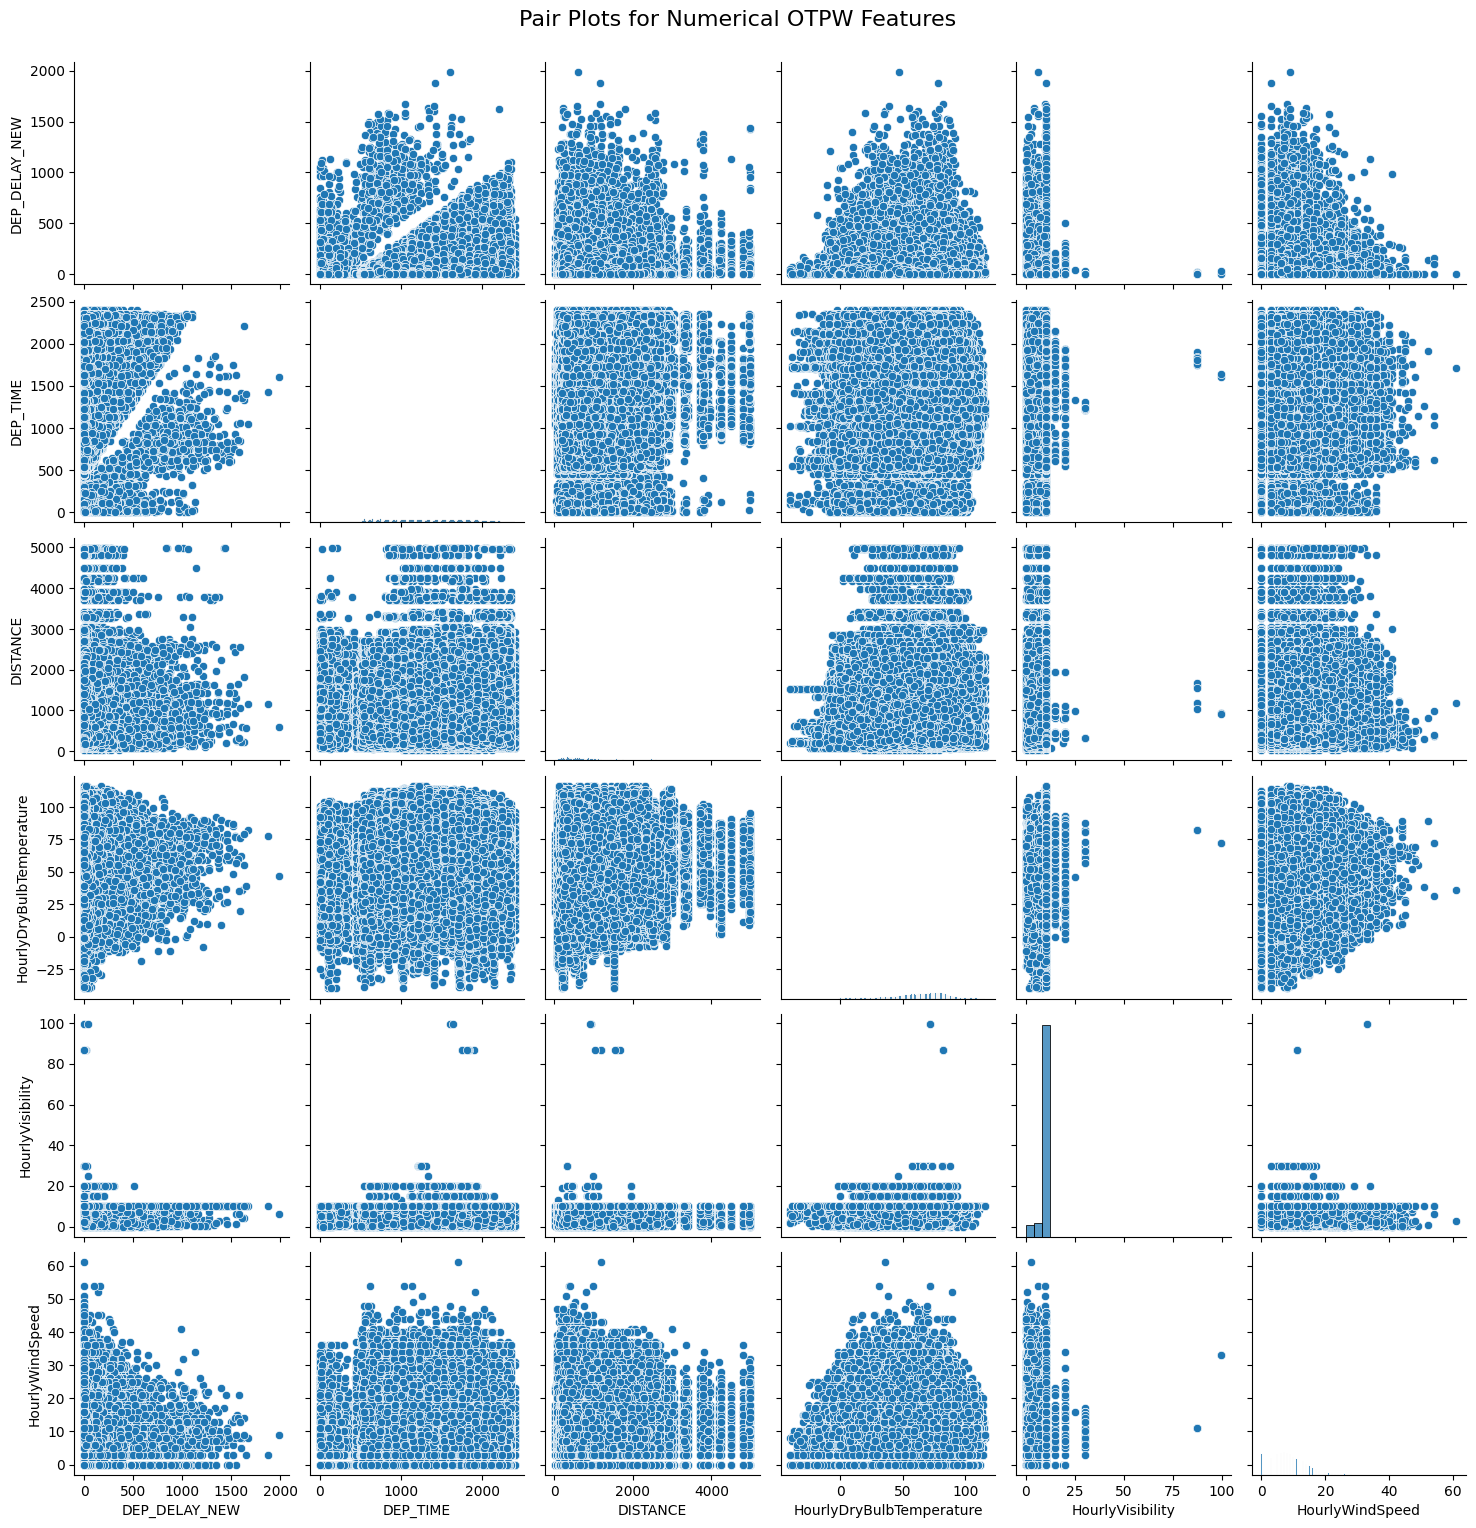 Pair Plots for Numerical OTPW Features
DEP_DELAY_NEW
2000
1500
1000
500
0
DEP_TIME
2500
2000
1500
1000
500
0
DISTANCE
5000
4000
3000
2000
1000
0
HourlyDryBulbTemperature
100
75
50
25
0
−25
HourlyVisibility
100
80
60
40
20
0
HourlyWindSpeed
60
50
40
30
20
10
0
0 500 1000 1500 2000
DEP_DELAY_NEW
0 1000 2000
DEP_TIME
0 2000 4000
DISTANCE
0 50 100
HourlyDryBulbTemperature
0 25 50 75 100
HourlyVisibility
0 20 40 60
HourlyWindSpeed